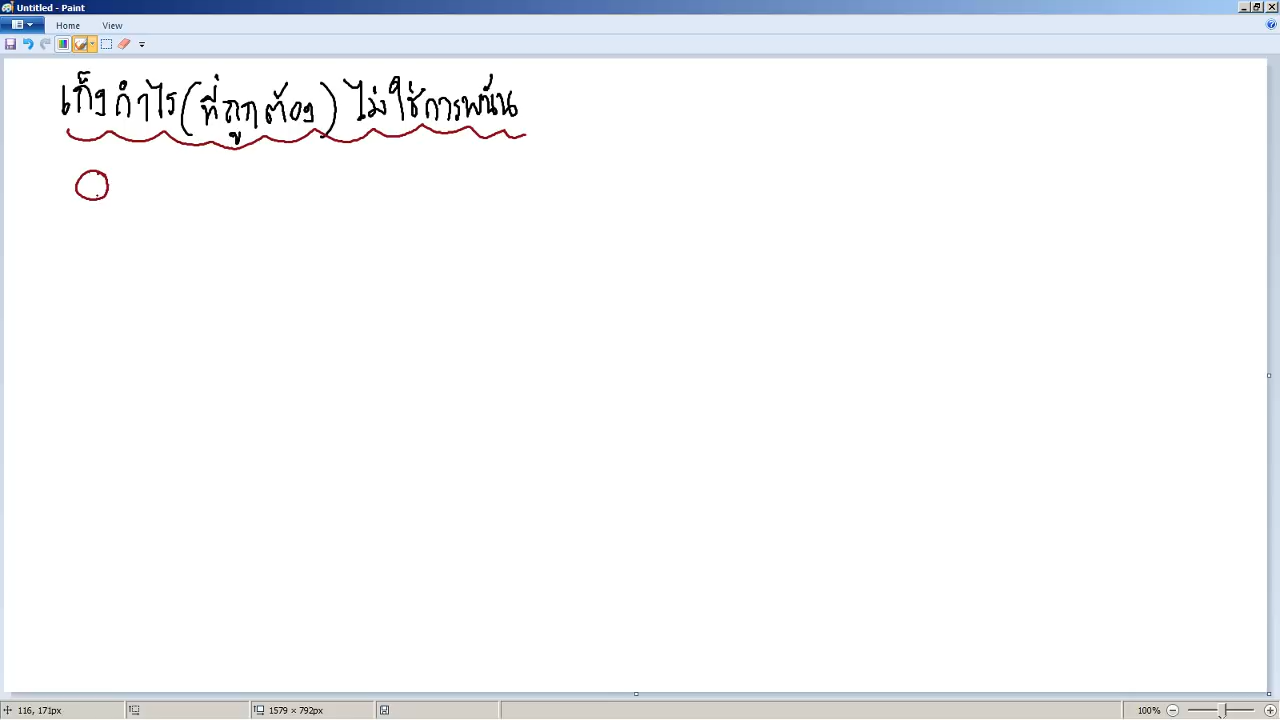 Untitled - Paint
Home View
เก็งกำไร(ที่ถูกต้อง) ไม่ใช้การพนัน
116, 171px 1579 × 792px 100%